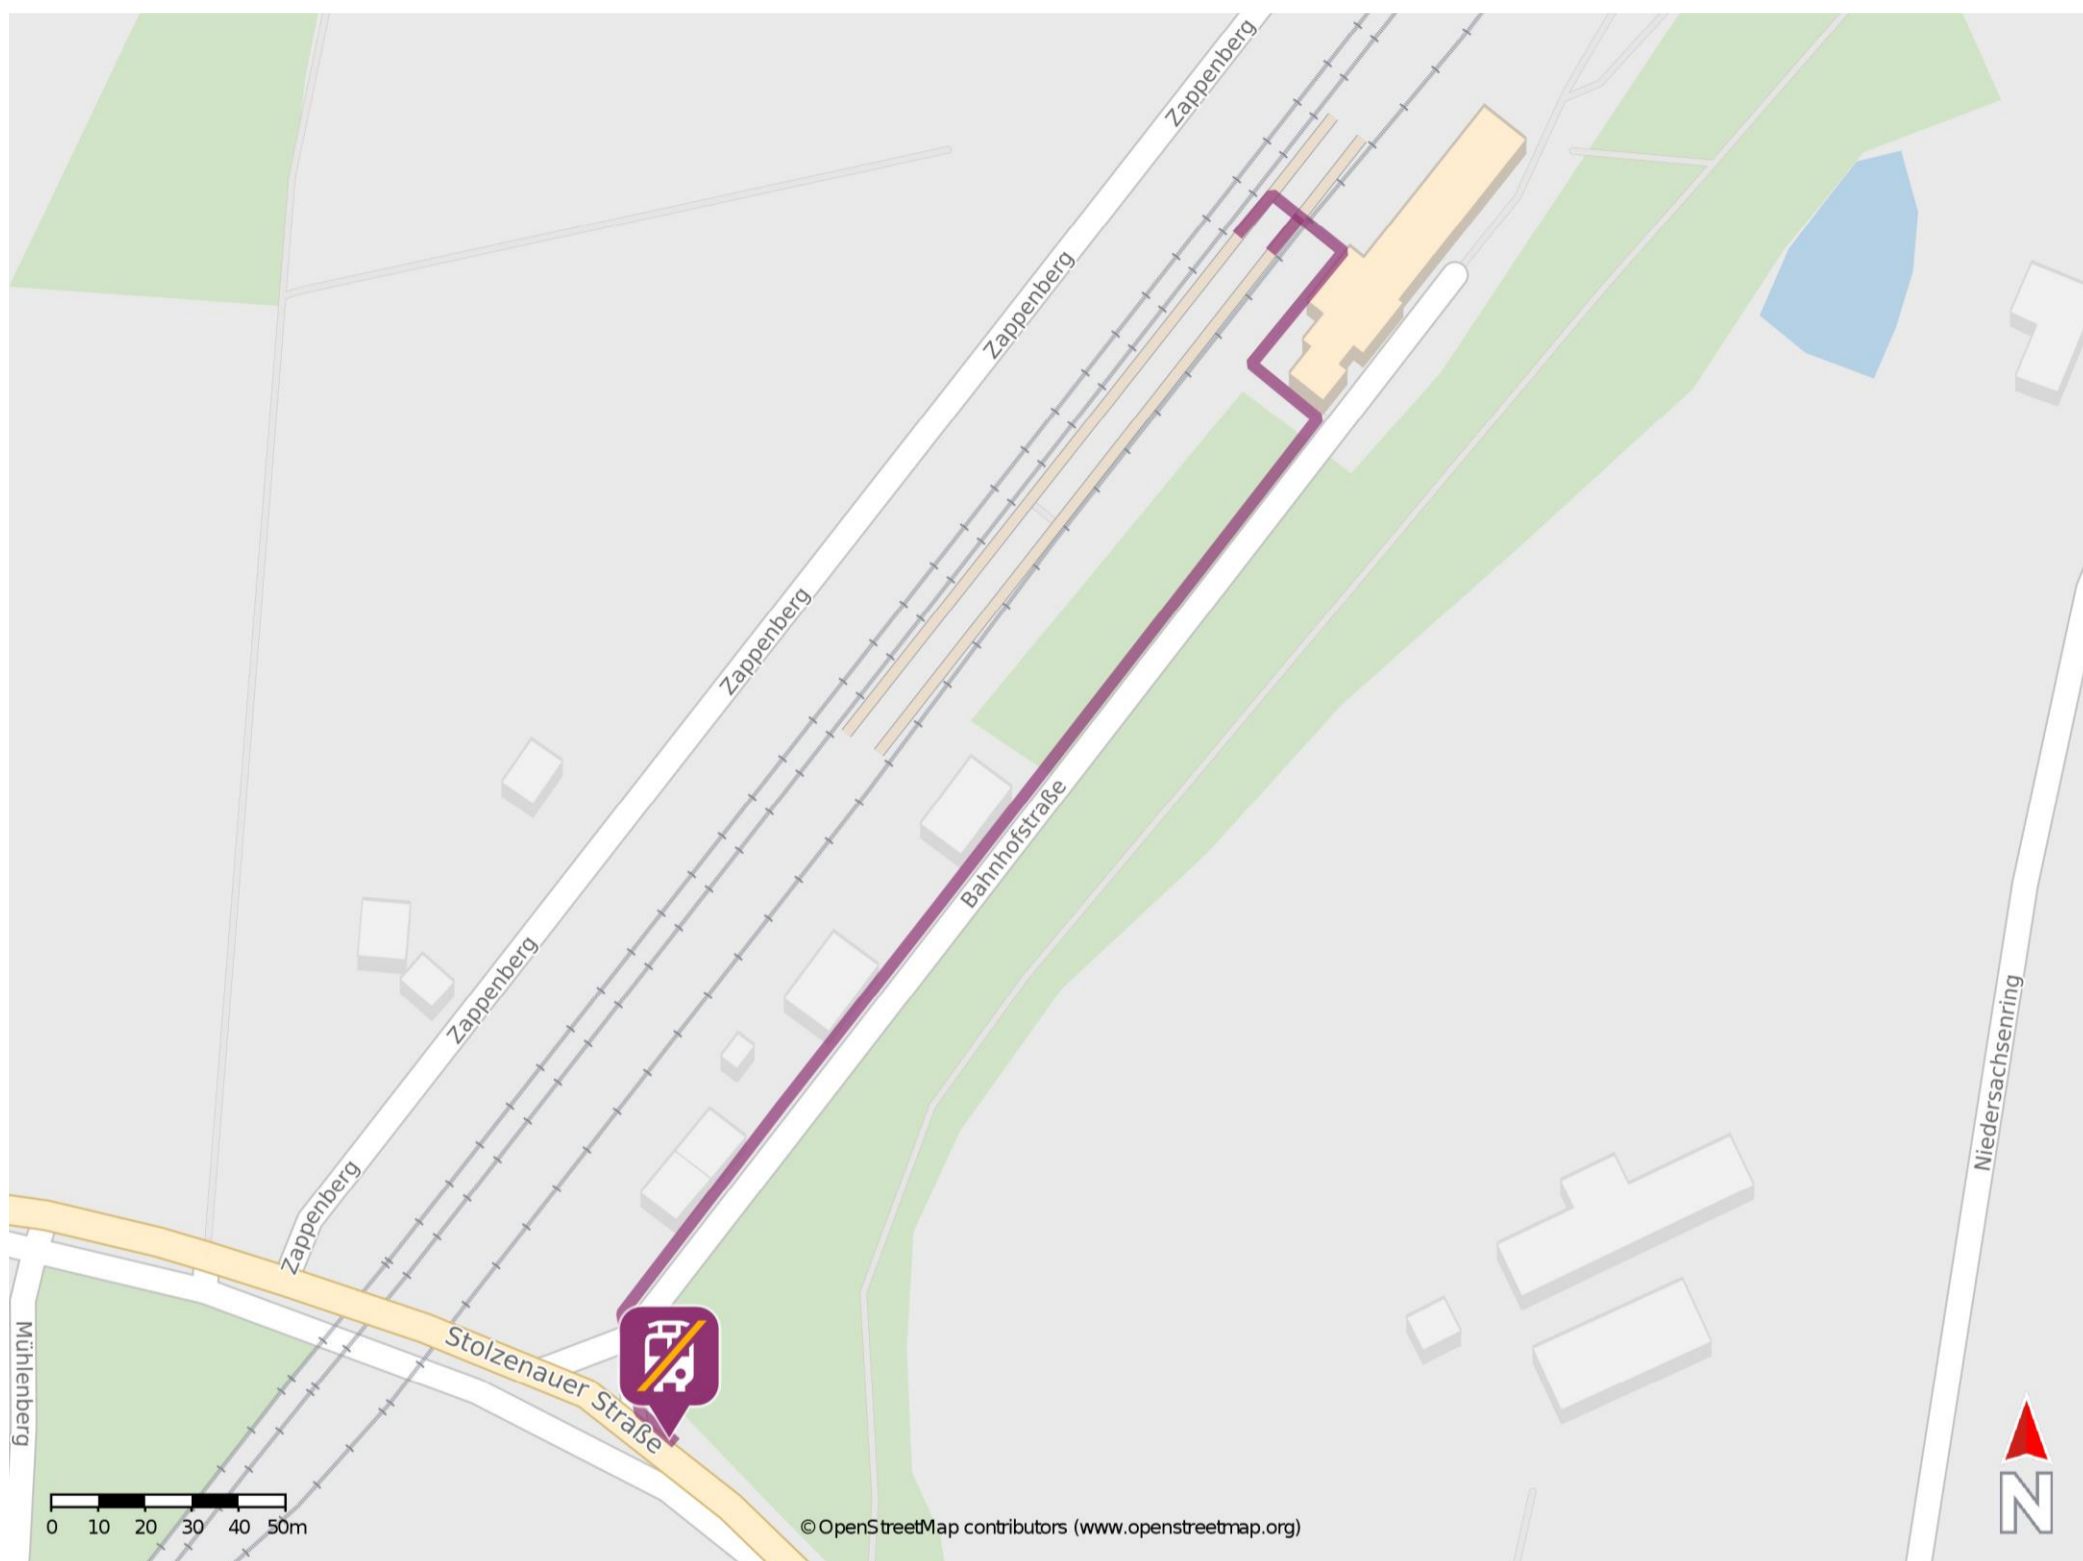 Zappenberg
Zappenberg
Zappenberg
Zappenberg
Bahnhofstraße
Zappenberg
Niedersachsenring
Zappenberg
Mühlenberg
Stolzenauer Straße
0 10 20 30 40 50m
© OpenStreetMap contributors (www.openstreetmap.org)
N